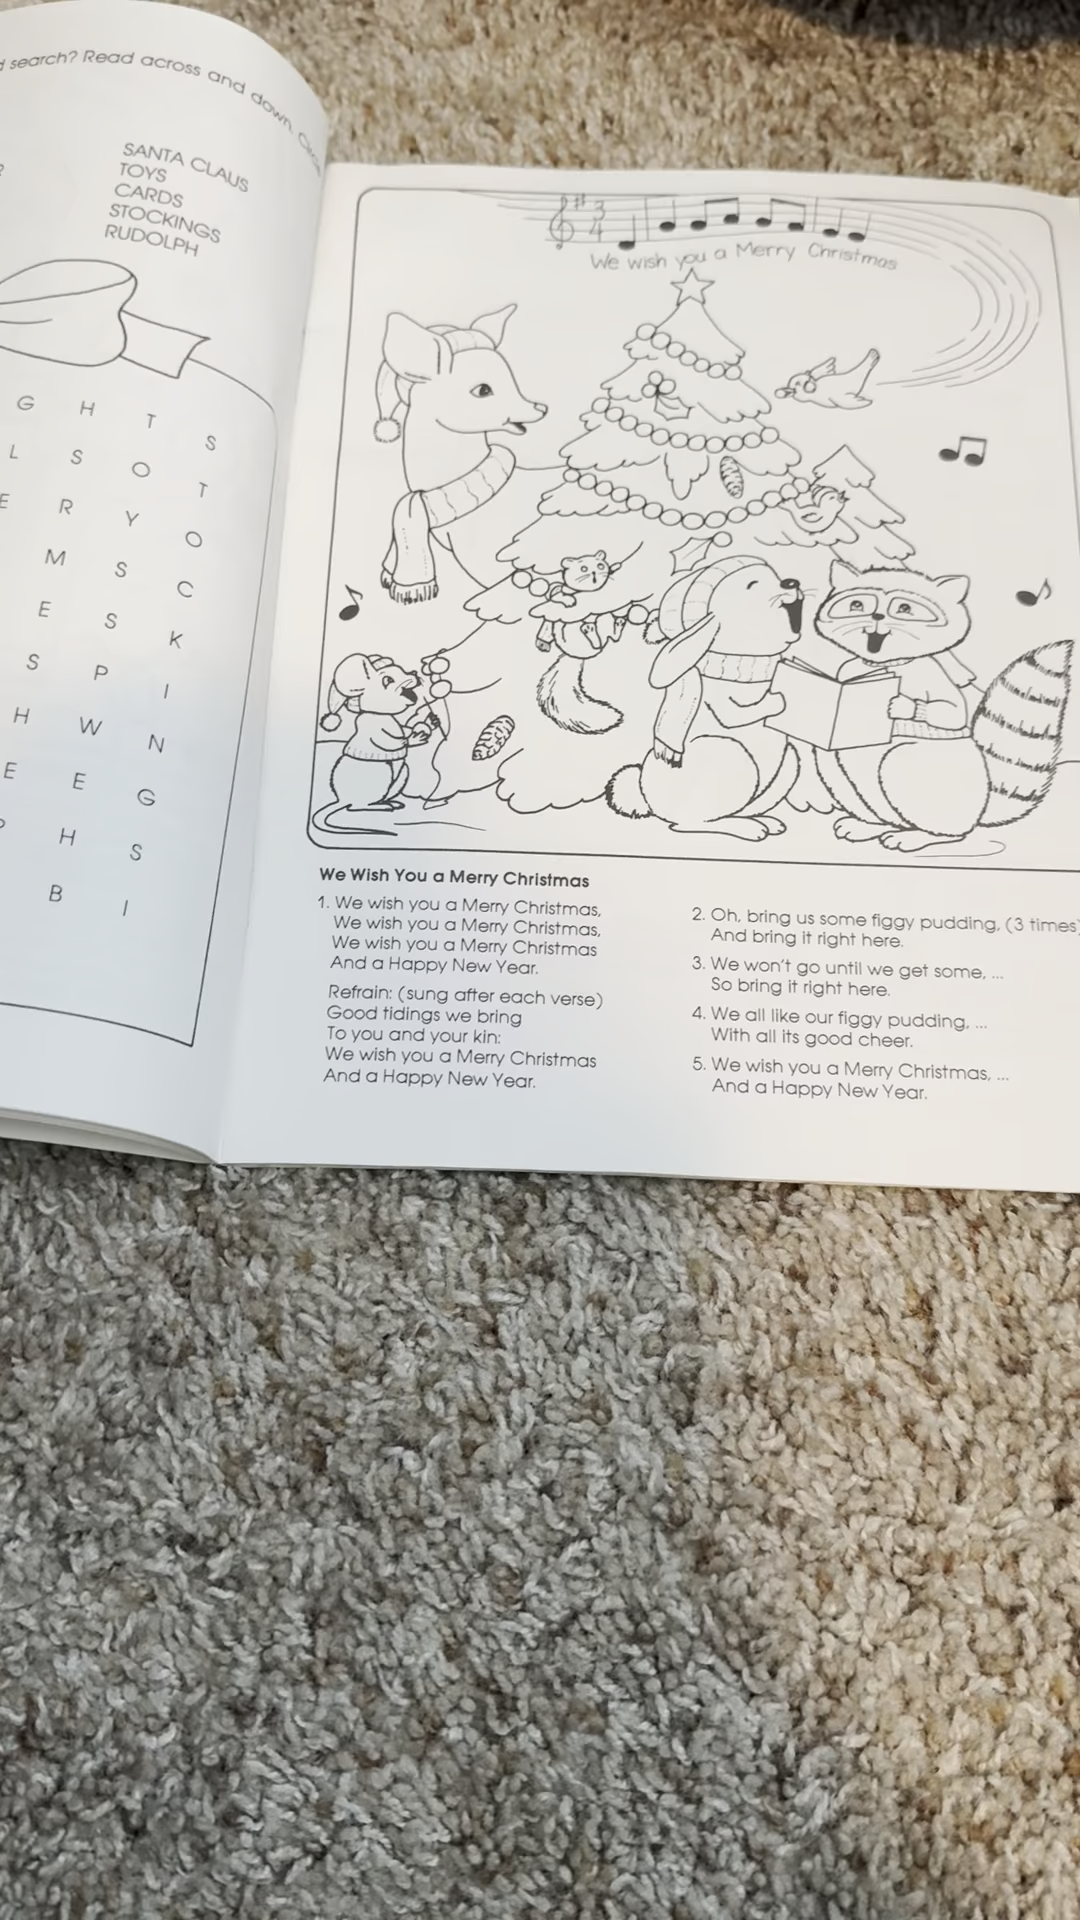 search? Read across and down.
SANTA CLAUS
TOYS
CARDS
STOCKINGS
RUDOLPH
G H T S
L S O T
E R Y O
M S C
E S K
S P I
H W N
E E G
H S
B I
3
4
We wish you a Merry Christmas
We Wish You a Merry Christmas
1. We wish you a Merry Christmas,
We wish you a Merry Christmas,
We wish you a Merry Christmas
And a Happy New Year.
Refrain: (sung after each verse)
Good tidings we bring
To you and your kin:
We wish you a Merry Christmas
And a Happy New Year.
2. Oh, bring us some figgy pudding, (3 times)
And bring it right here.
3. We won't go until we get some, ...
So bring it right here.
4. We all like our figgy pudding, ...
With all its good cheer.
5. We wish you a Merry Christmas, ...
And a Happy New Year.